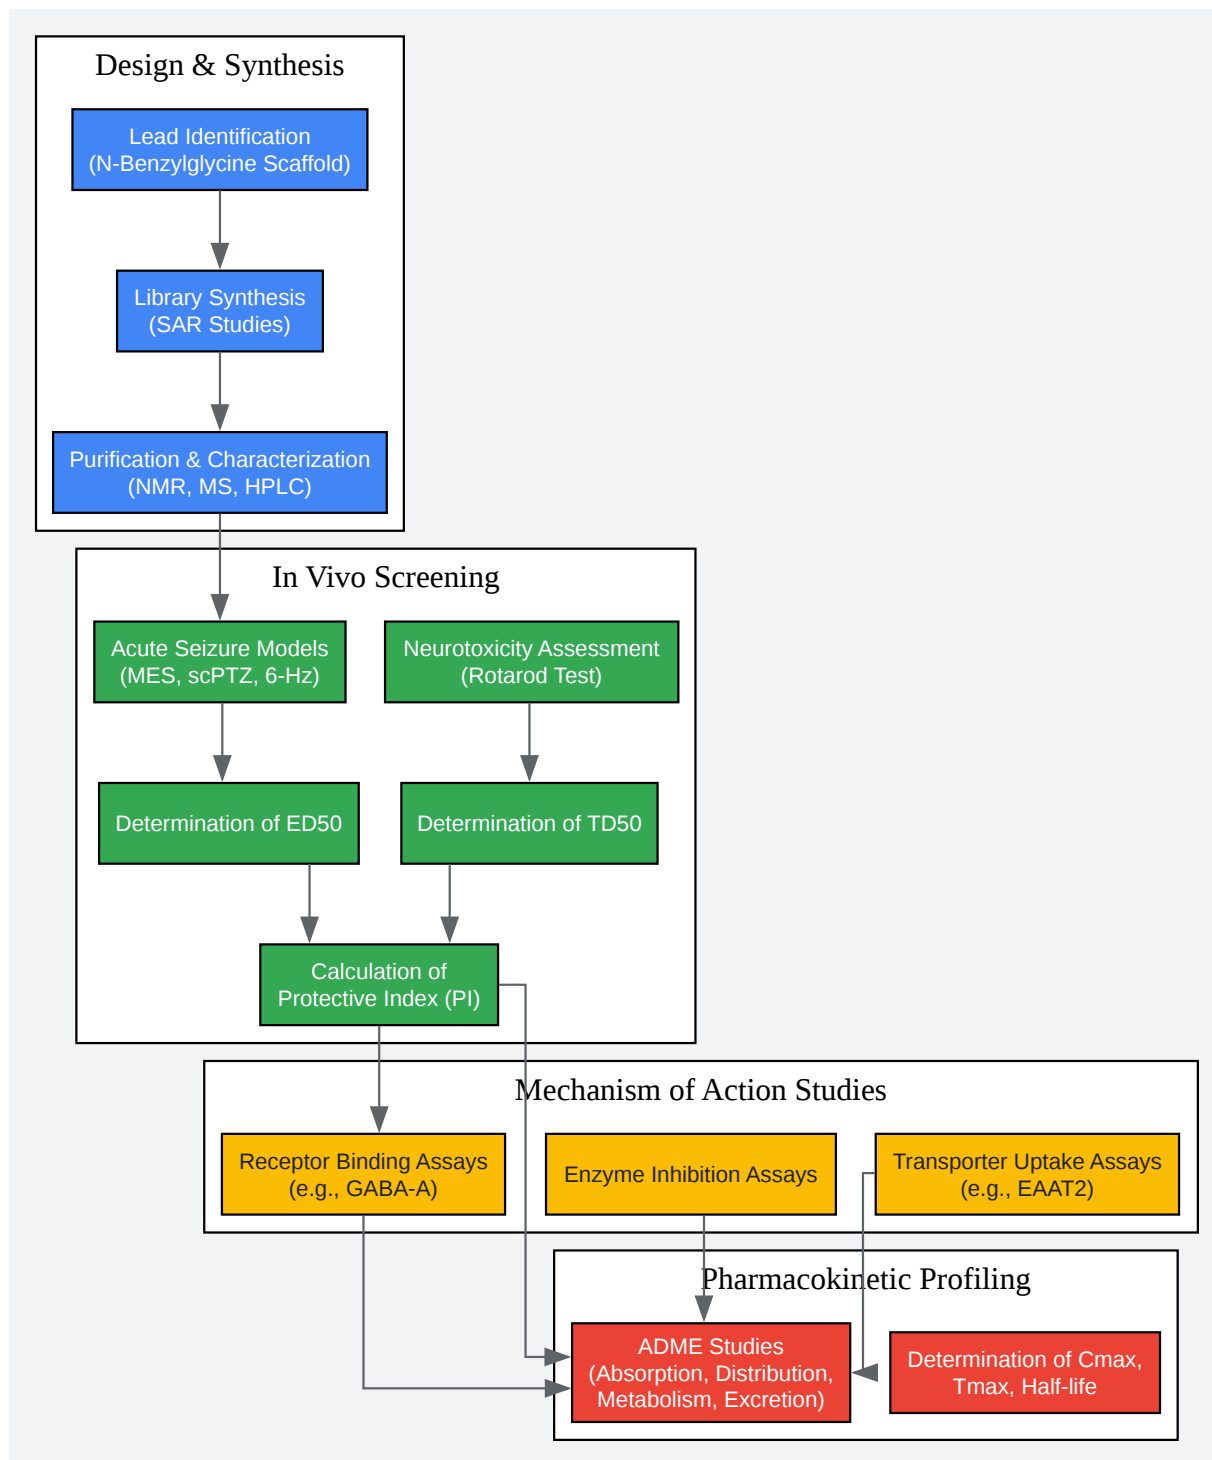 Design & Synthesis
Lead Identification
(N-Benzylglycine Scaffold)
Library Synthesis
(SAR Studies)
Purification & Characterization
(NMR, MS, HPLC)
In Vivo Screening
Acute Seizure Models
(MES, scPTZ, 6-Hz)
Neurotoxicity Assessment
(Rotarod Test)
Determination of ED50
Determination of TD50
Calculation of
Protective Index (PI)
Mechanism of Action Studies
Receptor Binding Assays
(e.g., GABA-A)
Enzyme Inhibition Assays
Transporter Uptake Assays
(e.g., EAAT2)
Pharmacokinetic Profiling
ADME Studies
(Absorption, Distribution,
Metabolism, Excretion)
Determination of Cmax,
Tmax, Half-life